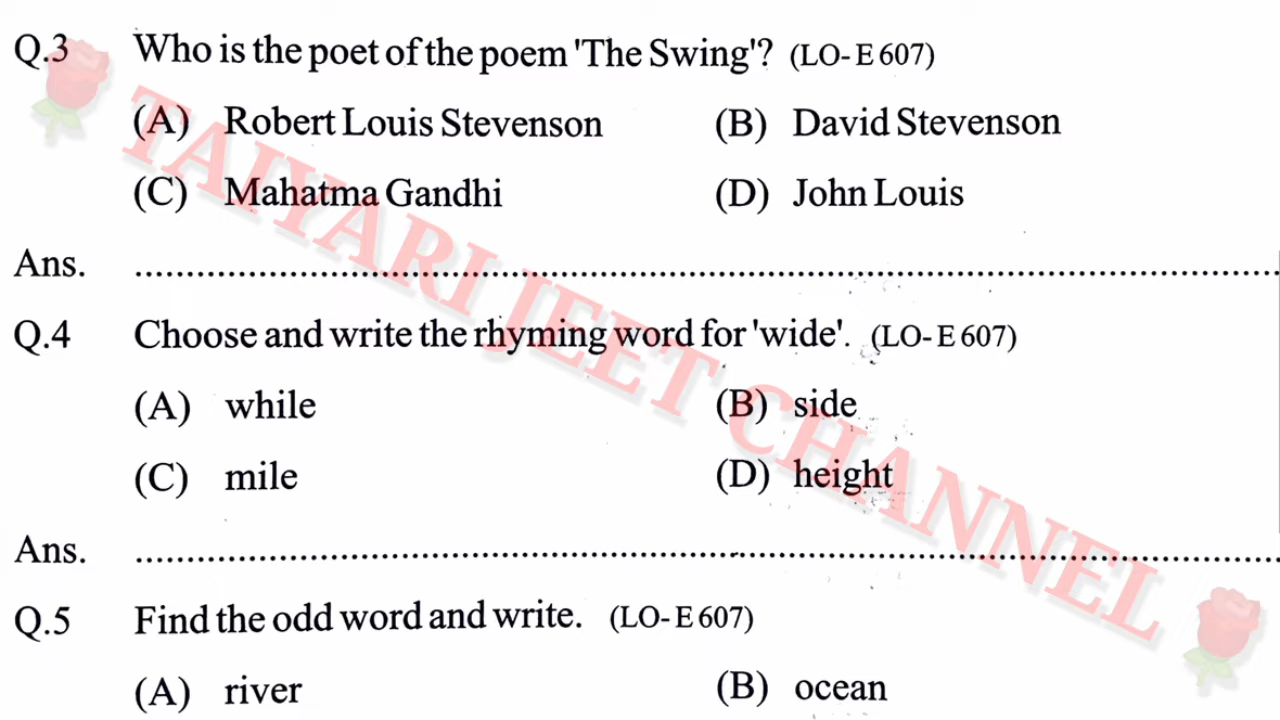 Q.3 Who is the poet of the poem 'The Swing'? (LO-E 607)
(A) Robert Louis Stevenson (B) David Stevenson
(C) Mahatma Gandhi (D) John Louis
Ans. ....................................................................
Q.4 Choose and write the rhyming word for 'wide'. (LO-E 607)
(A) while (B) side
(C) mile (D) height
Ans. ....................................................................
Q.5 Find the odd word and write. (LO-E 607)
(A) river (B) ocean
TAIYARI JEET CHANNEL